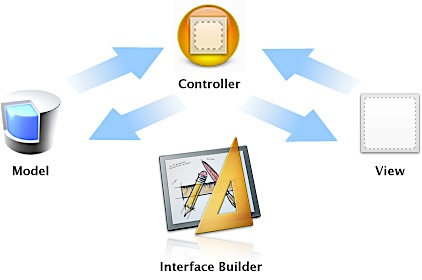 Controller
Model
View
Interface Builder